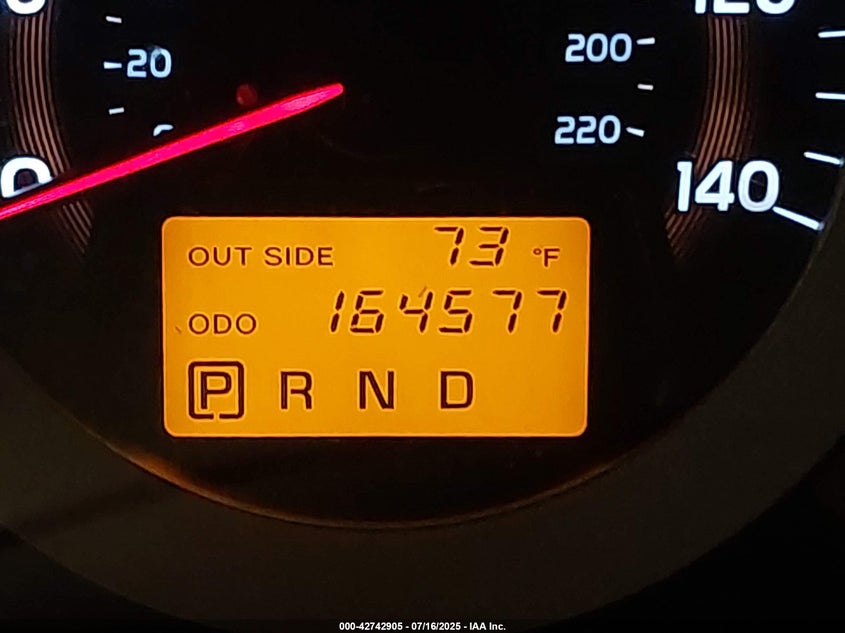 20
200
220
140
OUT SIDE 73 °F
ODO 164577
P R N D
000-42742905 - 07/16/2025 - IAA Inc.